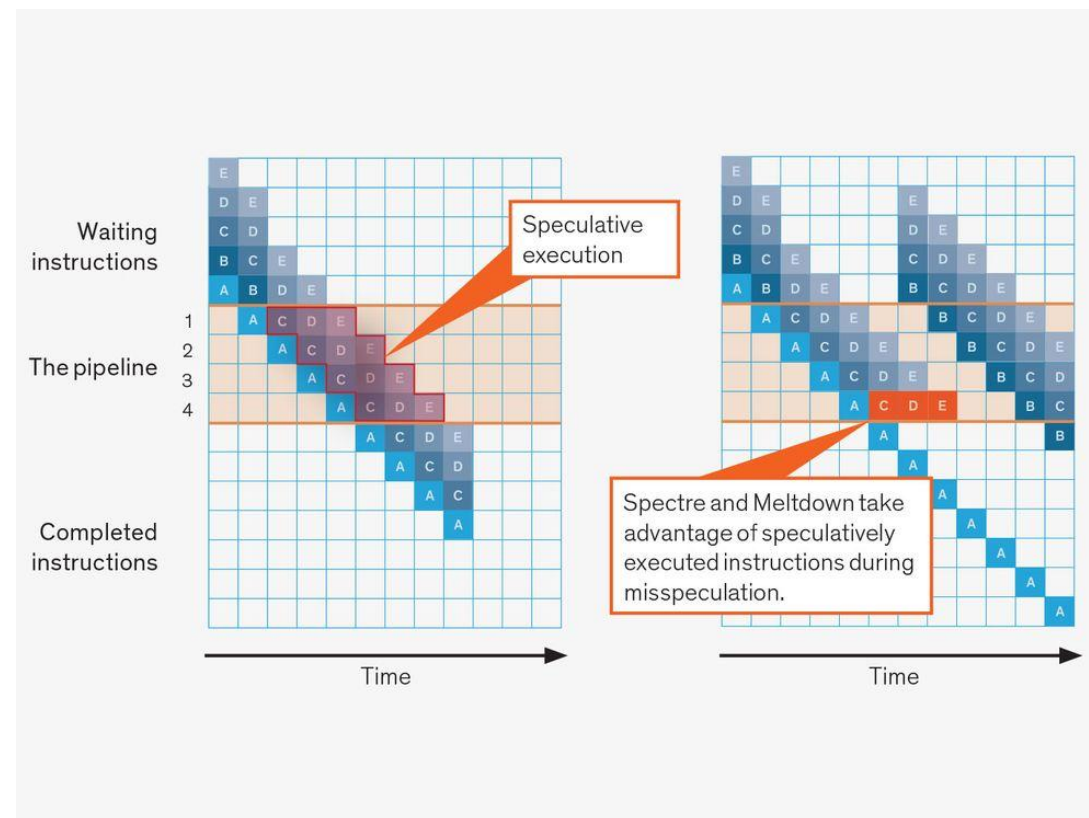 Waiting
instructions
The pipeline
Completed
instructions
1
2
3
4
E
D E
C D
B C E
A B D E
A C D E
A C D E
A C D E
A C D E
A C D E
A C D
A C
A
Speculative
execution
Time
E
D E E
C D D E
B C E C D E
A B D E B C D E
A C D E B C D E
A C D E B C D E
A C D E B C D
A C D E B C
A B
A
A
A
A
A
A
Spectre and Meltdown take
advantage of speculatively
executed instructions during
misspeculation.
Time